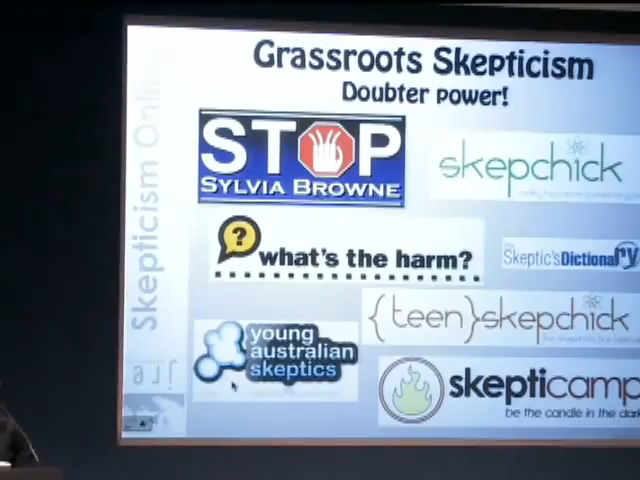 Grassroots Skepticism
Doubter power!
STOP
SYLVIA BROWNE
skepchick
?
what's the harm?
Skeptic'sDictionary
{teen}skepchick
young
australian
skeptics
skepticamp
be the candle in the dark
Skepticism Onli